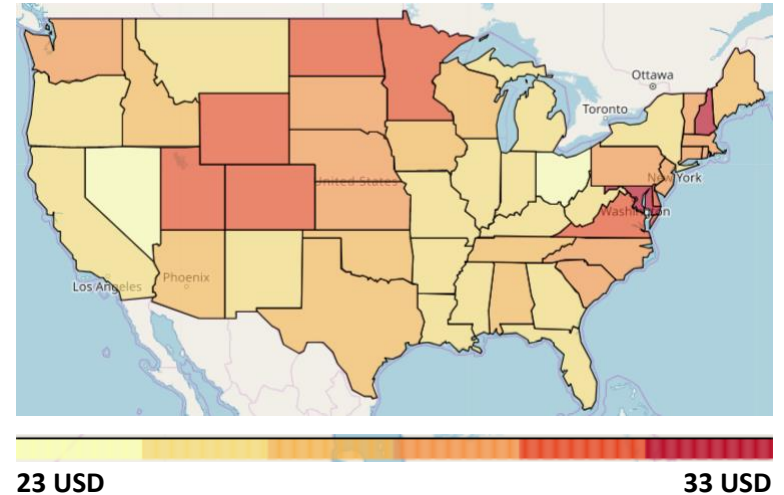 Ottawa
Toronto
United States
New York
Washington
Los Angeles
Phoenix
23 USD
33 USD